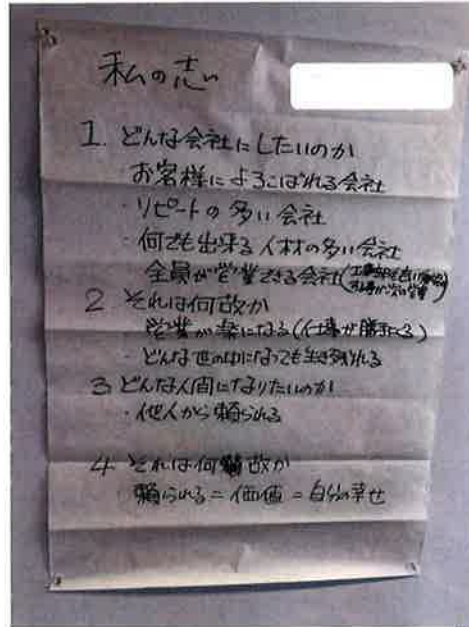 私の志い
1. どんな会社にしたいのか
お客様によろこばれる会社
・リピートの多い会社
・何でも出来る人材の多い会社
全員が営業できる会社
2 それは何故か
営業が楽になる(仕事が勝手にくる)
・どんな世の中になっても生き残れる
3 どんな人間になりたいのか
・他人から頼られる
4. それは何故か
頼られる=価値=自分の幸せ